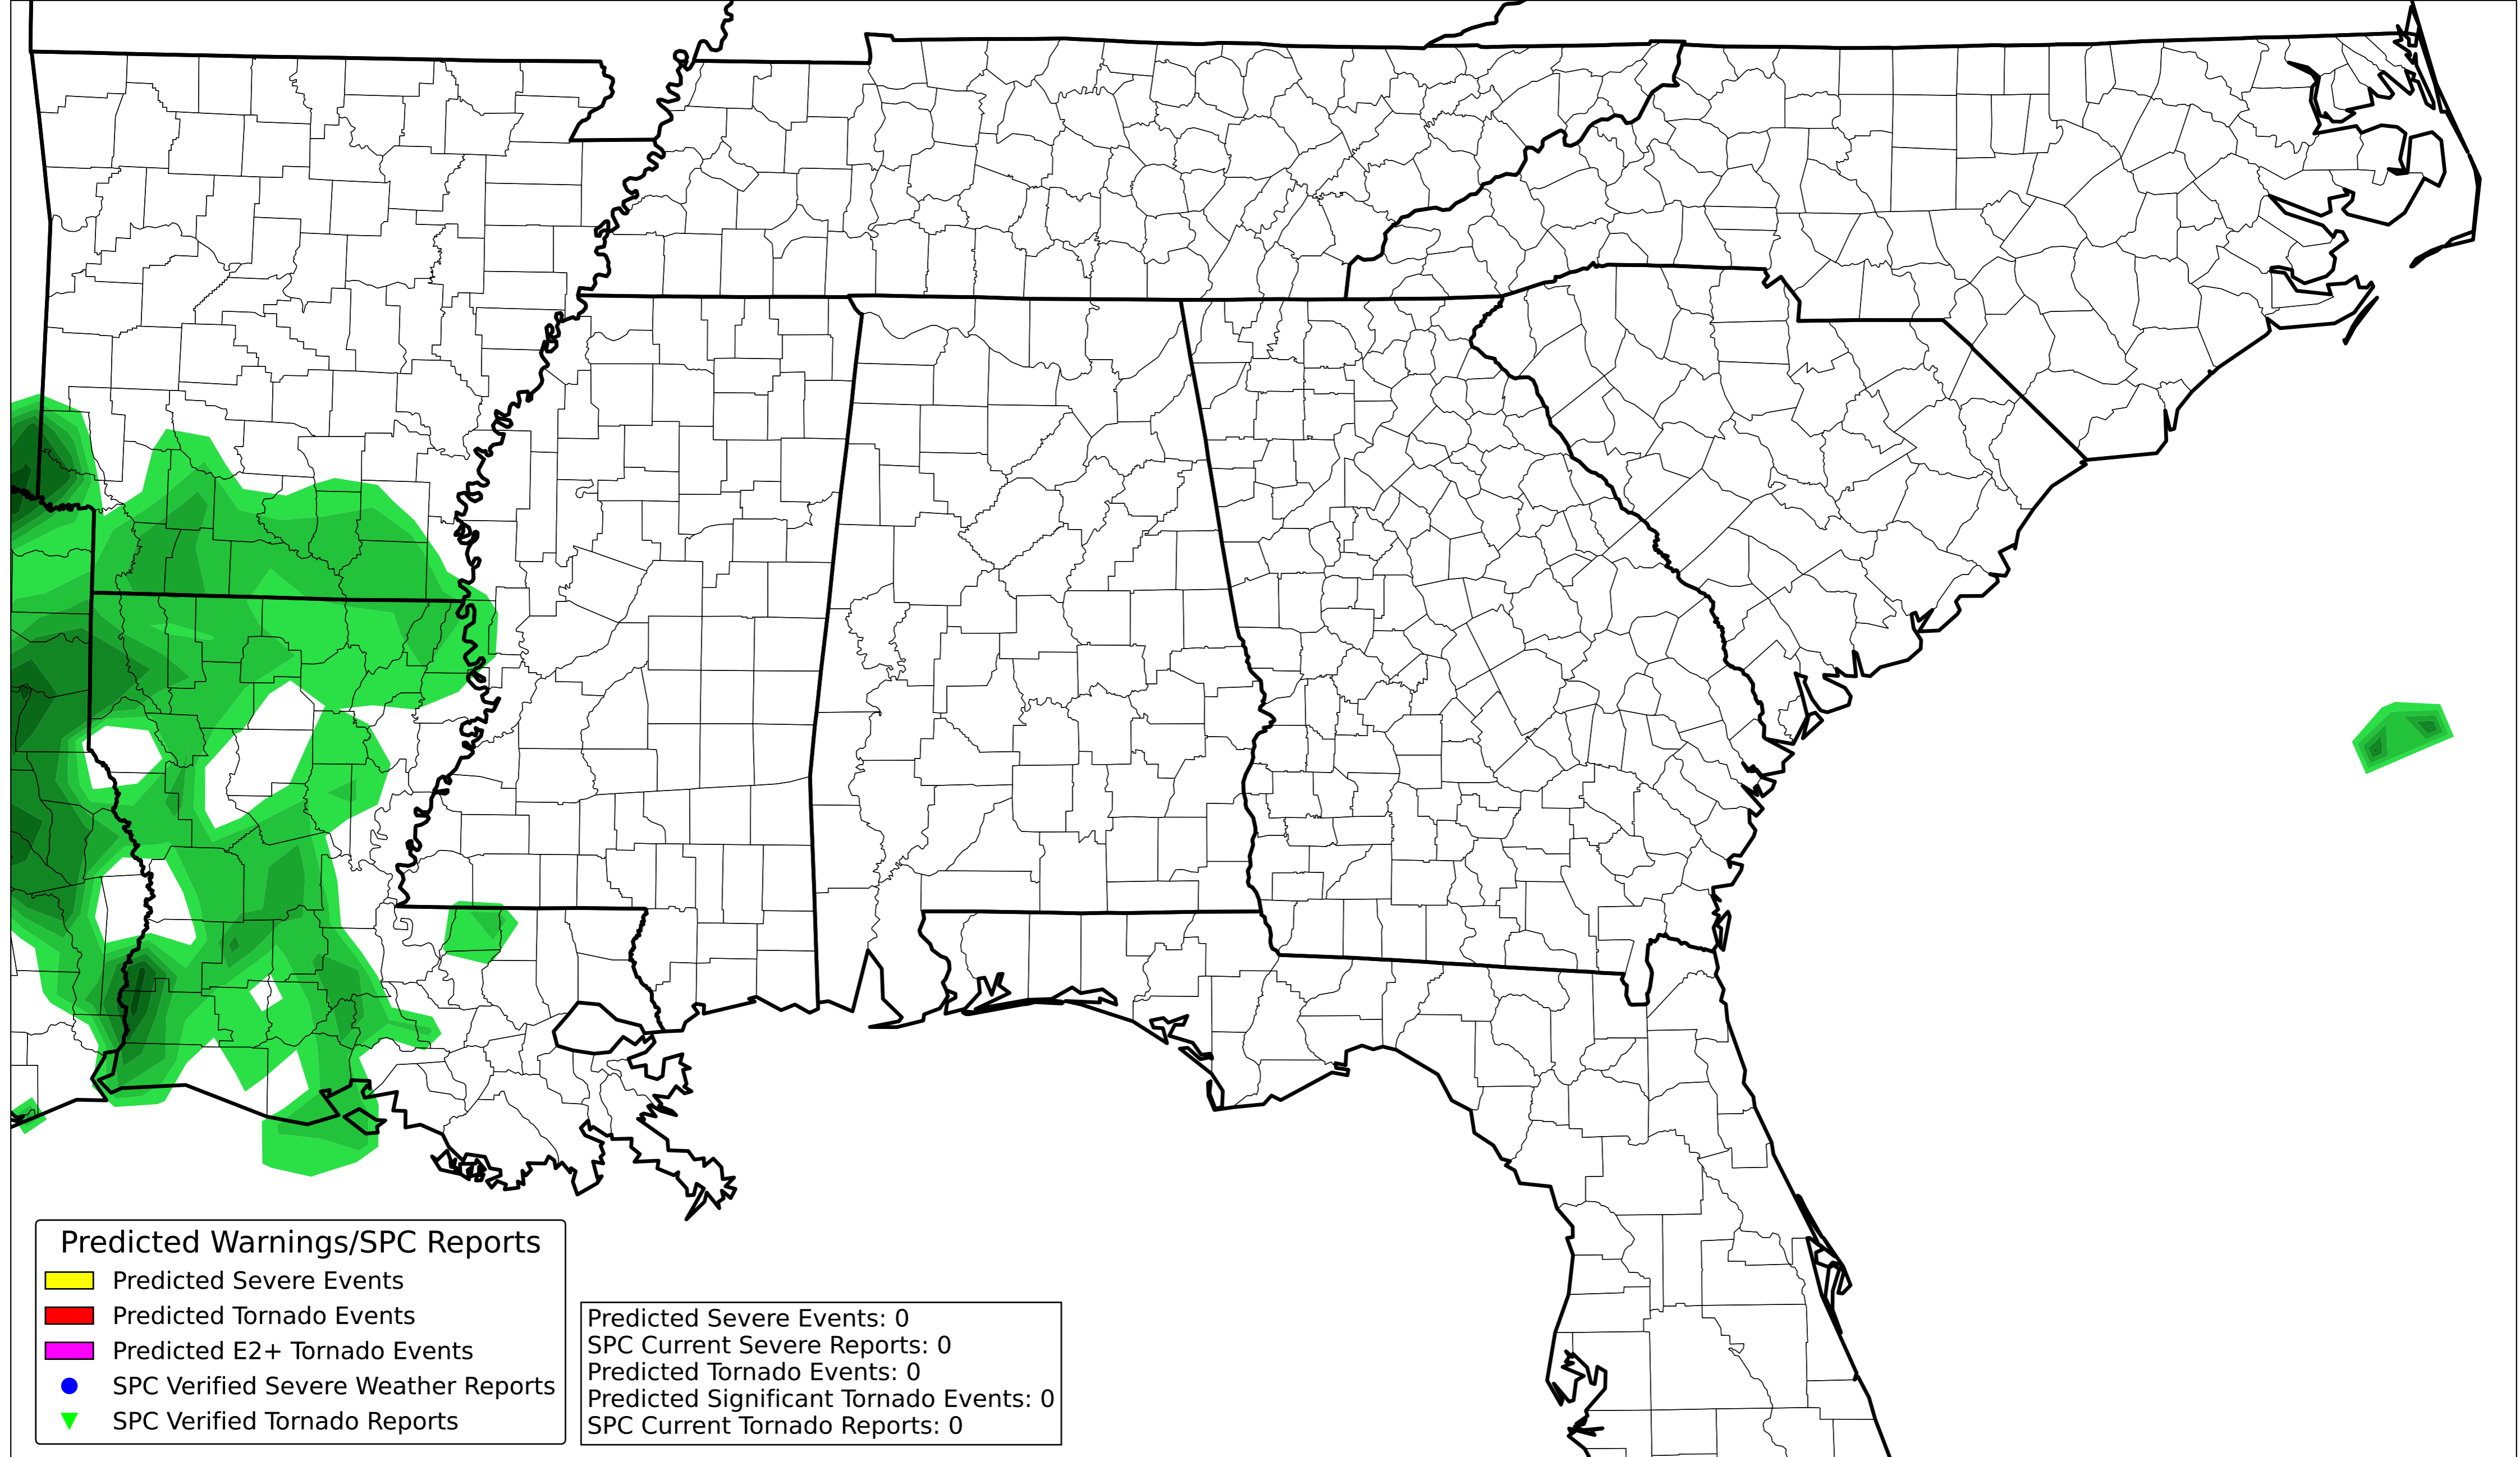 Predicted Warnings/SPC Reports
Predicted Severe Events
Predicted Tornado Events
Predicted E2+ Tornado Events
SPC Verified Severe Weather Reports
SPC Verified Tornado Reports
Predicted Severe Events: 0
SPC Current Severe Reports: 0
Predicted Tornado Events: 0
Predicted Significant Tornado Events: 0
SPC Current Tornado Reports: 0